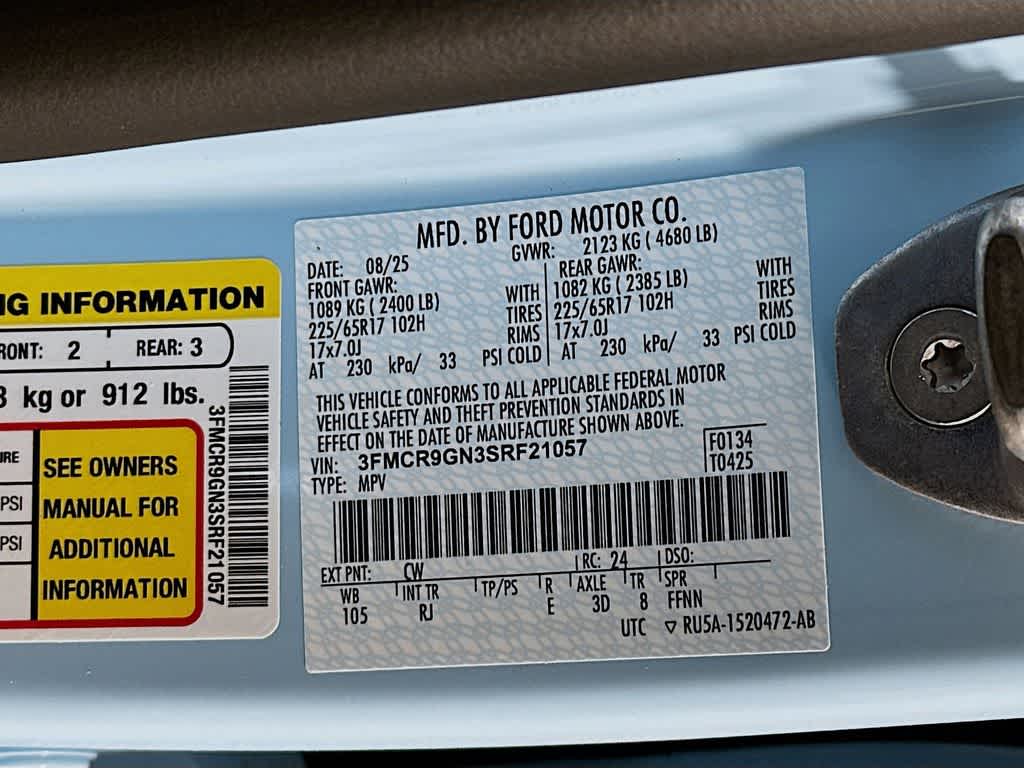 NG INFORMATION
FRONT: 2 REAR: 3
kg or 912 lbs.
PSI
PSI
SEE OWNERS
MANUAL FOR
ADDITIONAL
INFORMATION
3FMCR9GN3SRF21057
MFD. BY FORD MOTOR CO.
DATE: 08/25 GVWR: 2123 KG ( 4680 LB)
FRONT GAWR: REAR GAWR:
1089 KG ( 2400 LB) WITH 1082 KG ( 2385 LB) WITH
225/65R17 102H TIRES 225/65R17 102H TIRES
17x7.0J RIMS 17x7.0J RIMS
AT 230 kPa/ 33 PSI COLD AT 230 kPa/ 33 PSI COLD
THIS VEHICLE CONFORMS TO ALL APPLICABLE FEDERAL MOTOR
VEHICLE SAFETY AND THEFT PREVENTION STANDARDS IN
EFFECT ON THE DATE OF MANUFACTURE SHOWN ABOVE.
VIN: 3FMCR9GN3SRF21057 F0134
TYPE: MPV T0425
EXT PNT: CW RC: 24 DSO:
WB INT TR TP/PS R AXLE TR SPR
105 RJ E 3D 8 FFNN
UTC ▽ RU5A-1520472-AB